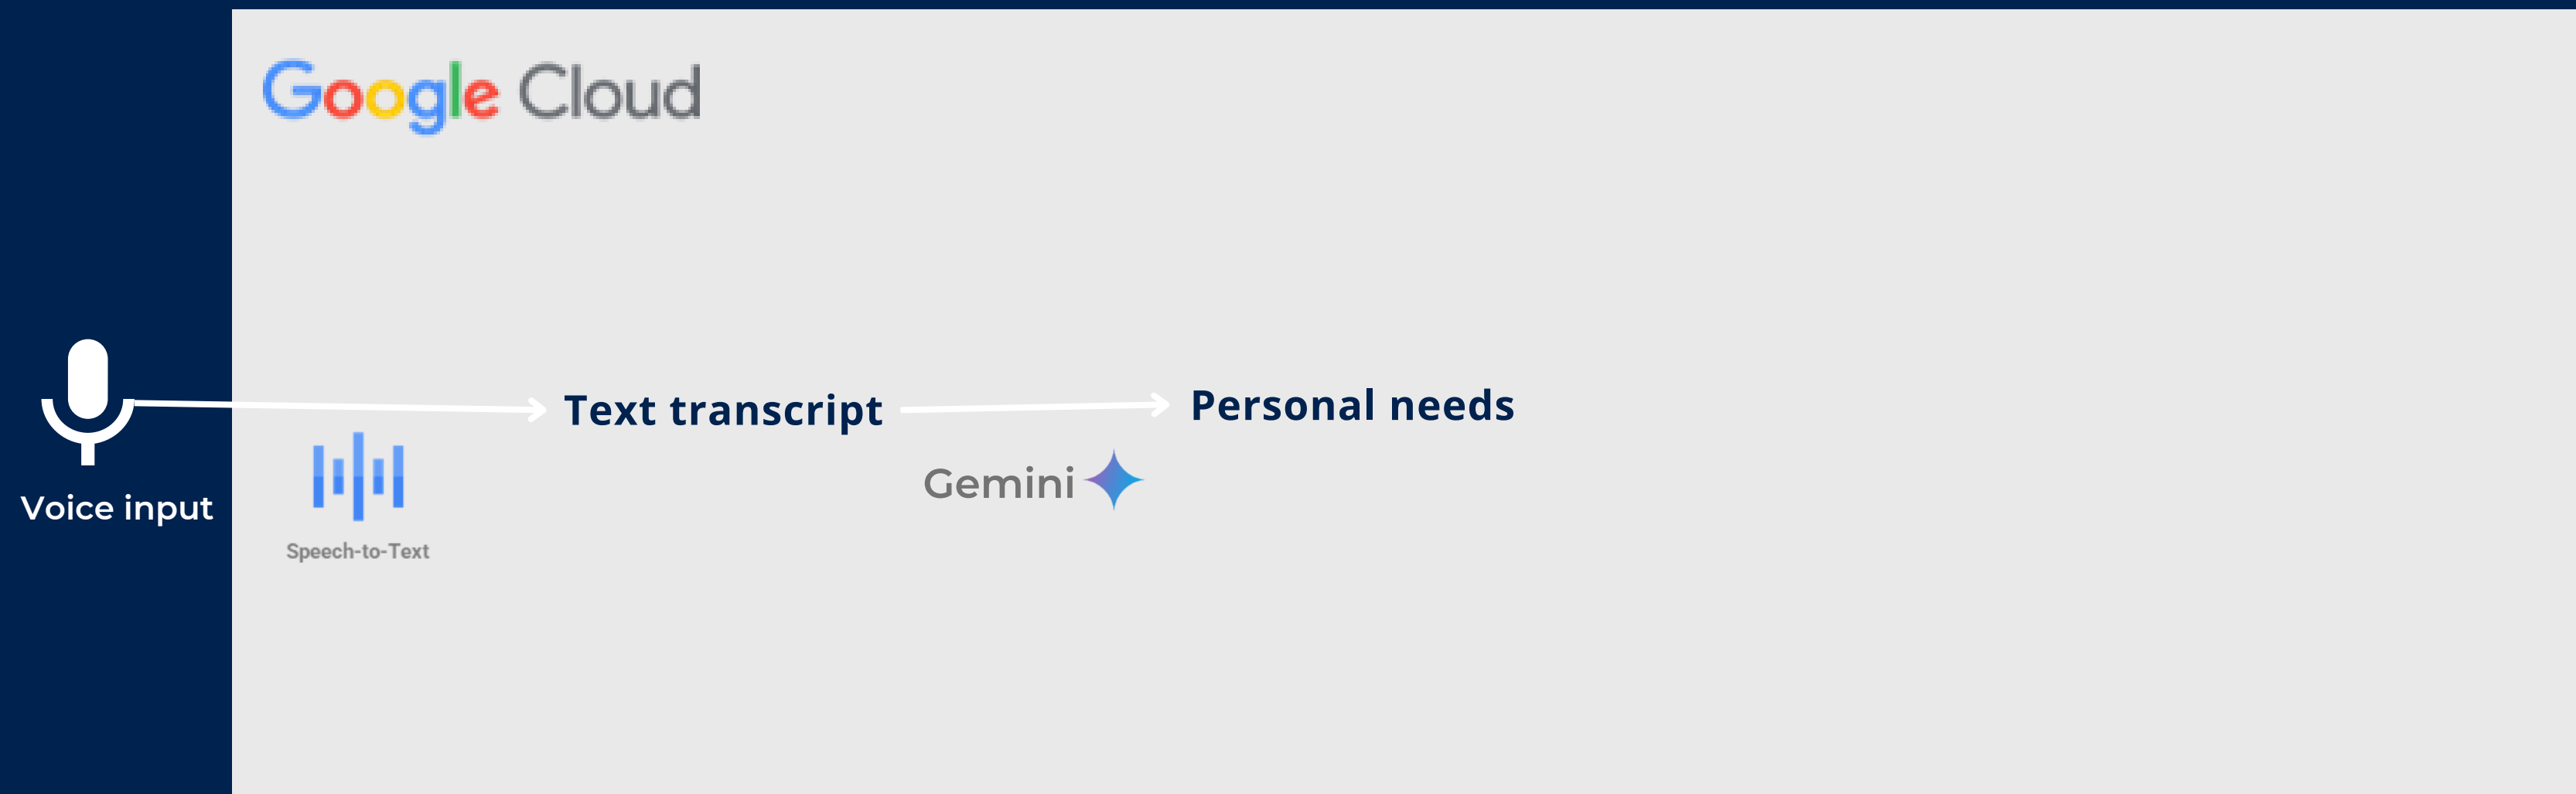 Google Cloud
Text transcript
Personal needs
Gemini
Voice input
Speech-to-Text